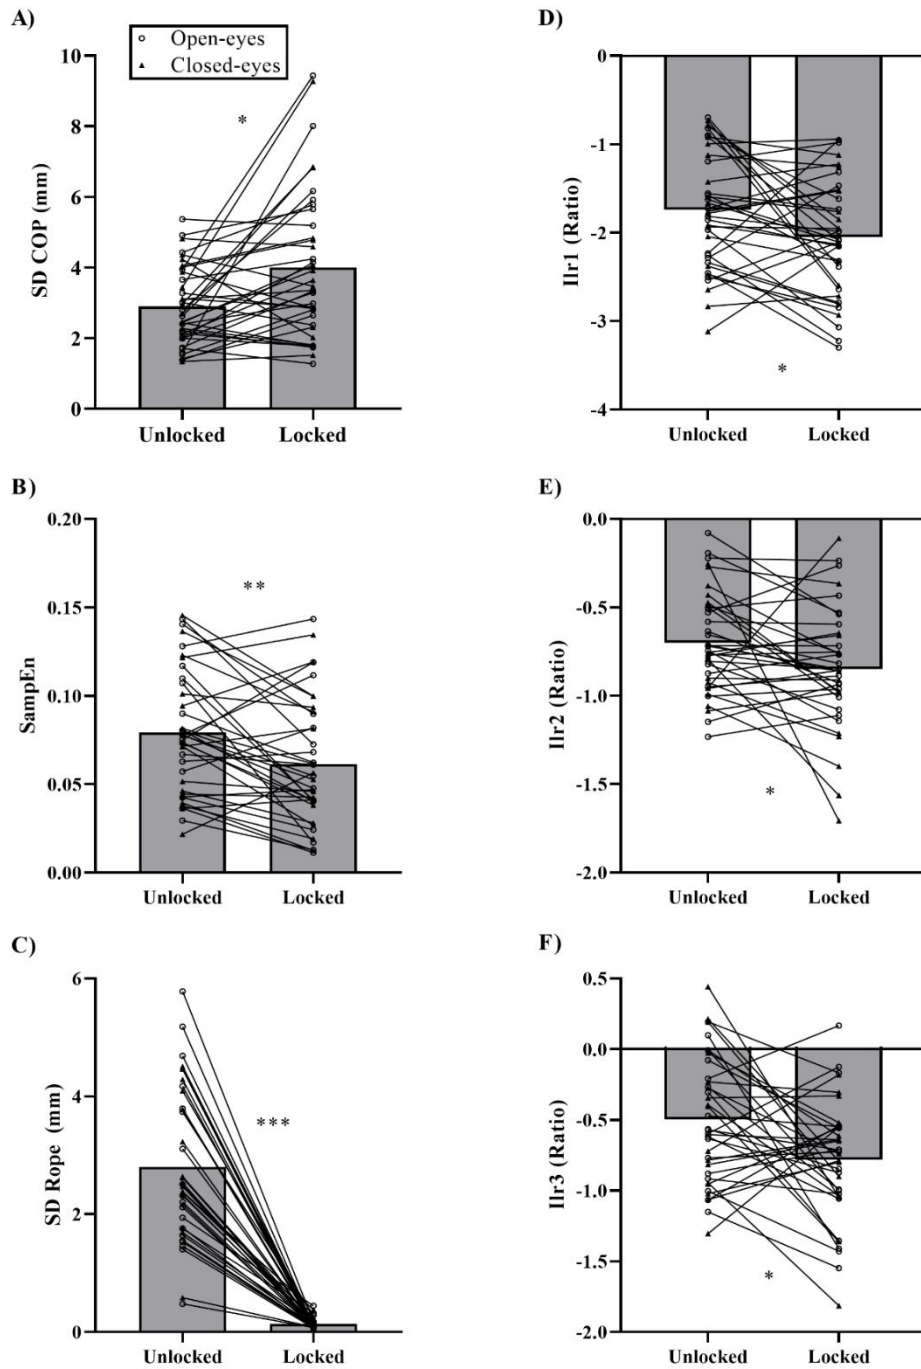 A)
Open-eyes
Closed-eyes
10
8
6
4
2
0
SD COP (mm)
*
Unlocked Locked
B)
0.20
0.15
0.10
0.05
0.00
SampEn
**
Unlocked Locked
C)
6
4
2
0
SD Rope (mm)
***
Unlocked Locked
D)
0
-1
-2
-3
-4
Ilr1 (Ratio)
*
Unlocked Locked
E)
0.0
-0.5
-1.0
-1.5
-2.0
Ilr2 (Ratio)
*
Unlocked Locked
F)
0.5
0.0
-0.5
-1.0
-1.5
-2.0
Ilr3 (Ratio)
*
Unlocked Locked